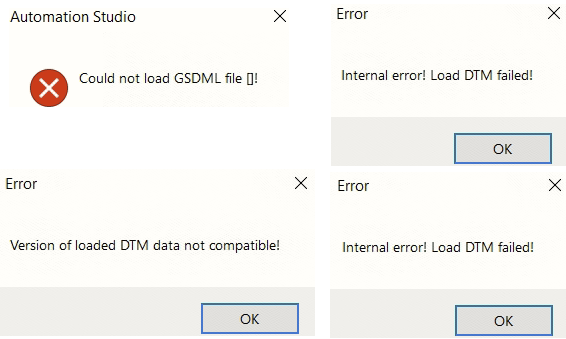 Automation Studio
Could not load GSDML file []!
Error
Internal error! Load DTM failed!
OK
Error
Version of loaded DTM data not compatible!
OK
Error
Internal error! Load DTM failed!
OK